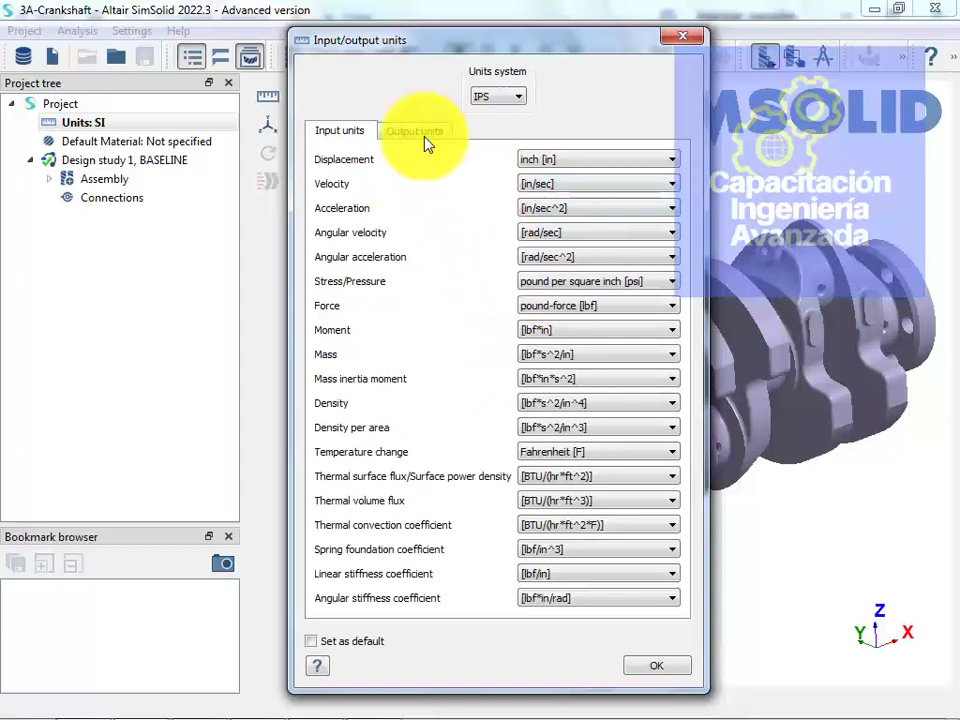 3A-Crankshaft - Altair SimSolid 2022.3 - Advanced version
Project Analysis Settings Help
Project tree
Project
Units: SI
Default Material: (Not specified)
Design study 1, BASELINE
Assembly
Connections
Bookmark browser
Input/output units
Units system
IPS
Input units
Output units
Displacement inch [in]
Velocity [in/sec]
Acceleration [in/sec^2]
Angular velocity [rad/sec]
Angular acceleration [rad/sec^2]
Stress/Pressure pound per square inch [psi]
Force pound-force [lbf]
Moment [lbf*in]
Mass [lbf*s^2/in]
Mass inertia moment [lbf*in*s^2]
Density [lbf*s^2/in^4]
Density per area [lbf*s^2/in^3]
Temperature change Fahrenheit [F]
Thermal surface flux/Surface power density [BTU/(hr*ft^2)]
Thermal volume flux [BTU/(hr*ft^3)]
Thermal convection coefficient [BTU/(hr*ft^2*F)]
Spring foundation coefficient [lbf/in^3]
Linear stiffness coefficient [lbf/in]
Angular stiffness coefficient [lbf*in/rad]
Set as default
?
OK
?
MSOLID
Capacitación
Ingeniería
Avanzada
Z
Y
X